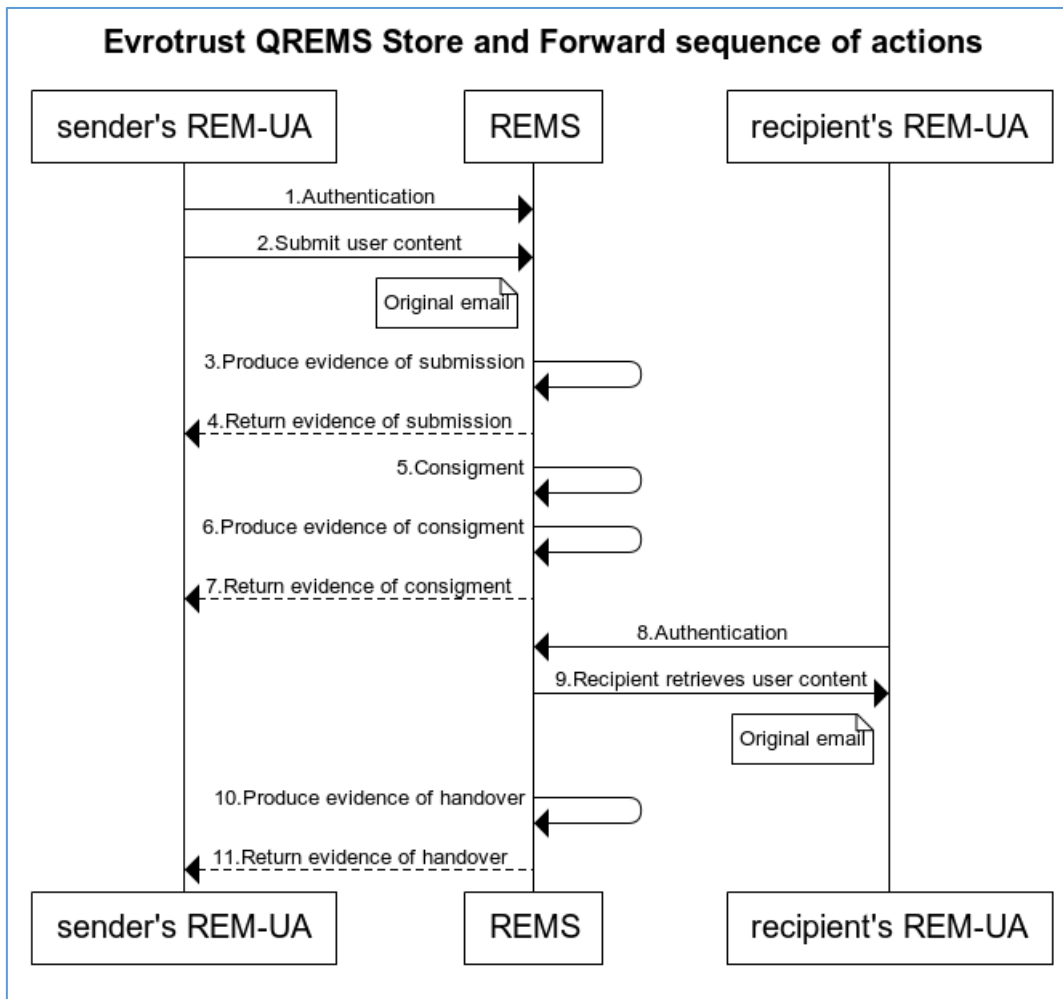 Evrotrust QREMS Store and Forward sequence of actions
sender's REM-UA
REMS
recipient's REM-UA
1.Authentication
2.Submit user content
Original email
3.Produce evidence of submission
4.Return evidence of submission
5.Consigment
6.Produce evidence of consigment
7.Return evidence of consigment
8.Authentication
9.Recipient retrieves user content
Original email
10.Produce evidence of handover
11.Return evidence of handover
sender's REM-UA
REMS
recipient's REM-UA